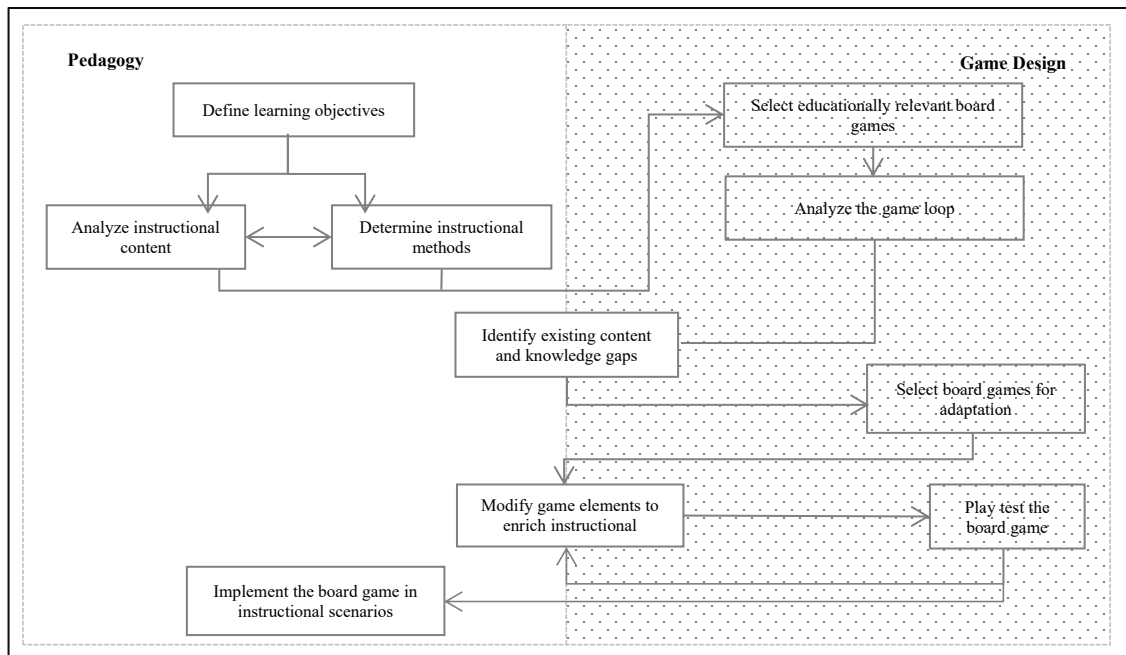 Pedagogy
Game Design
Define learning objectives
Select educationally relevant board
games
Analyze instructional
content
Determine instructional
methods
Analyze the game loop
Identify existing content
and knowledge gaps
Select board games for
adaptation
Modify game elements to
enrich instructional
Play test the
board game
Implement the board game in
instructional scenarios